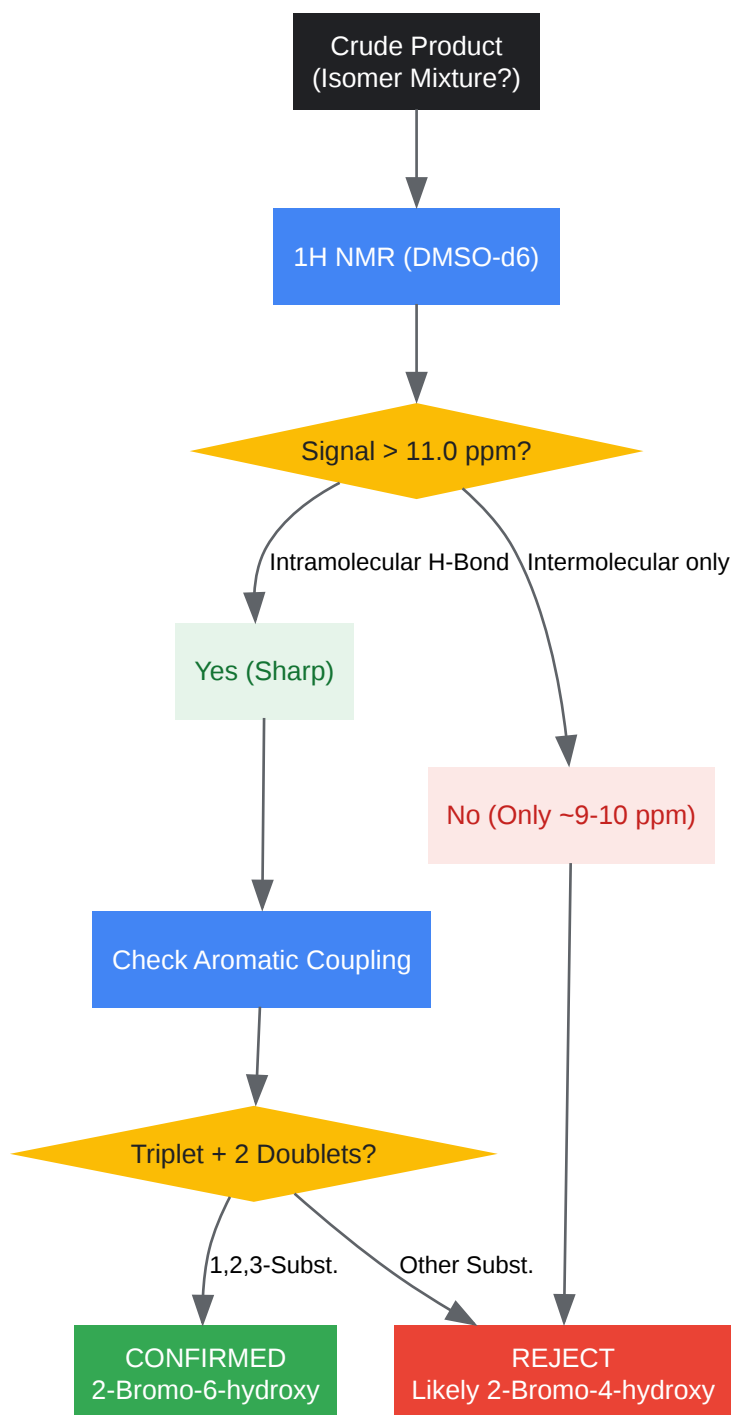 Crude Product
(Isomer Mixture?)
1H NMR (DMSO-d6)
Signal > 11.0 ppm?
Intramolecular H-Bond
Intermolecular only
Yes (Sharp)
No (Only ~9-10 ppm)
Check Aromatic Coupling
Triplet + 2 Doublets?
1,2,3-Subst.
Other Subst.
CONFIRMED
2-Bromo-6-hydroxy
REJECT
Likely 2-Bromo-4-hydroxy